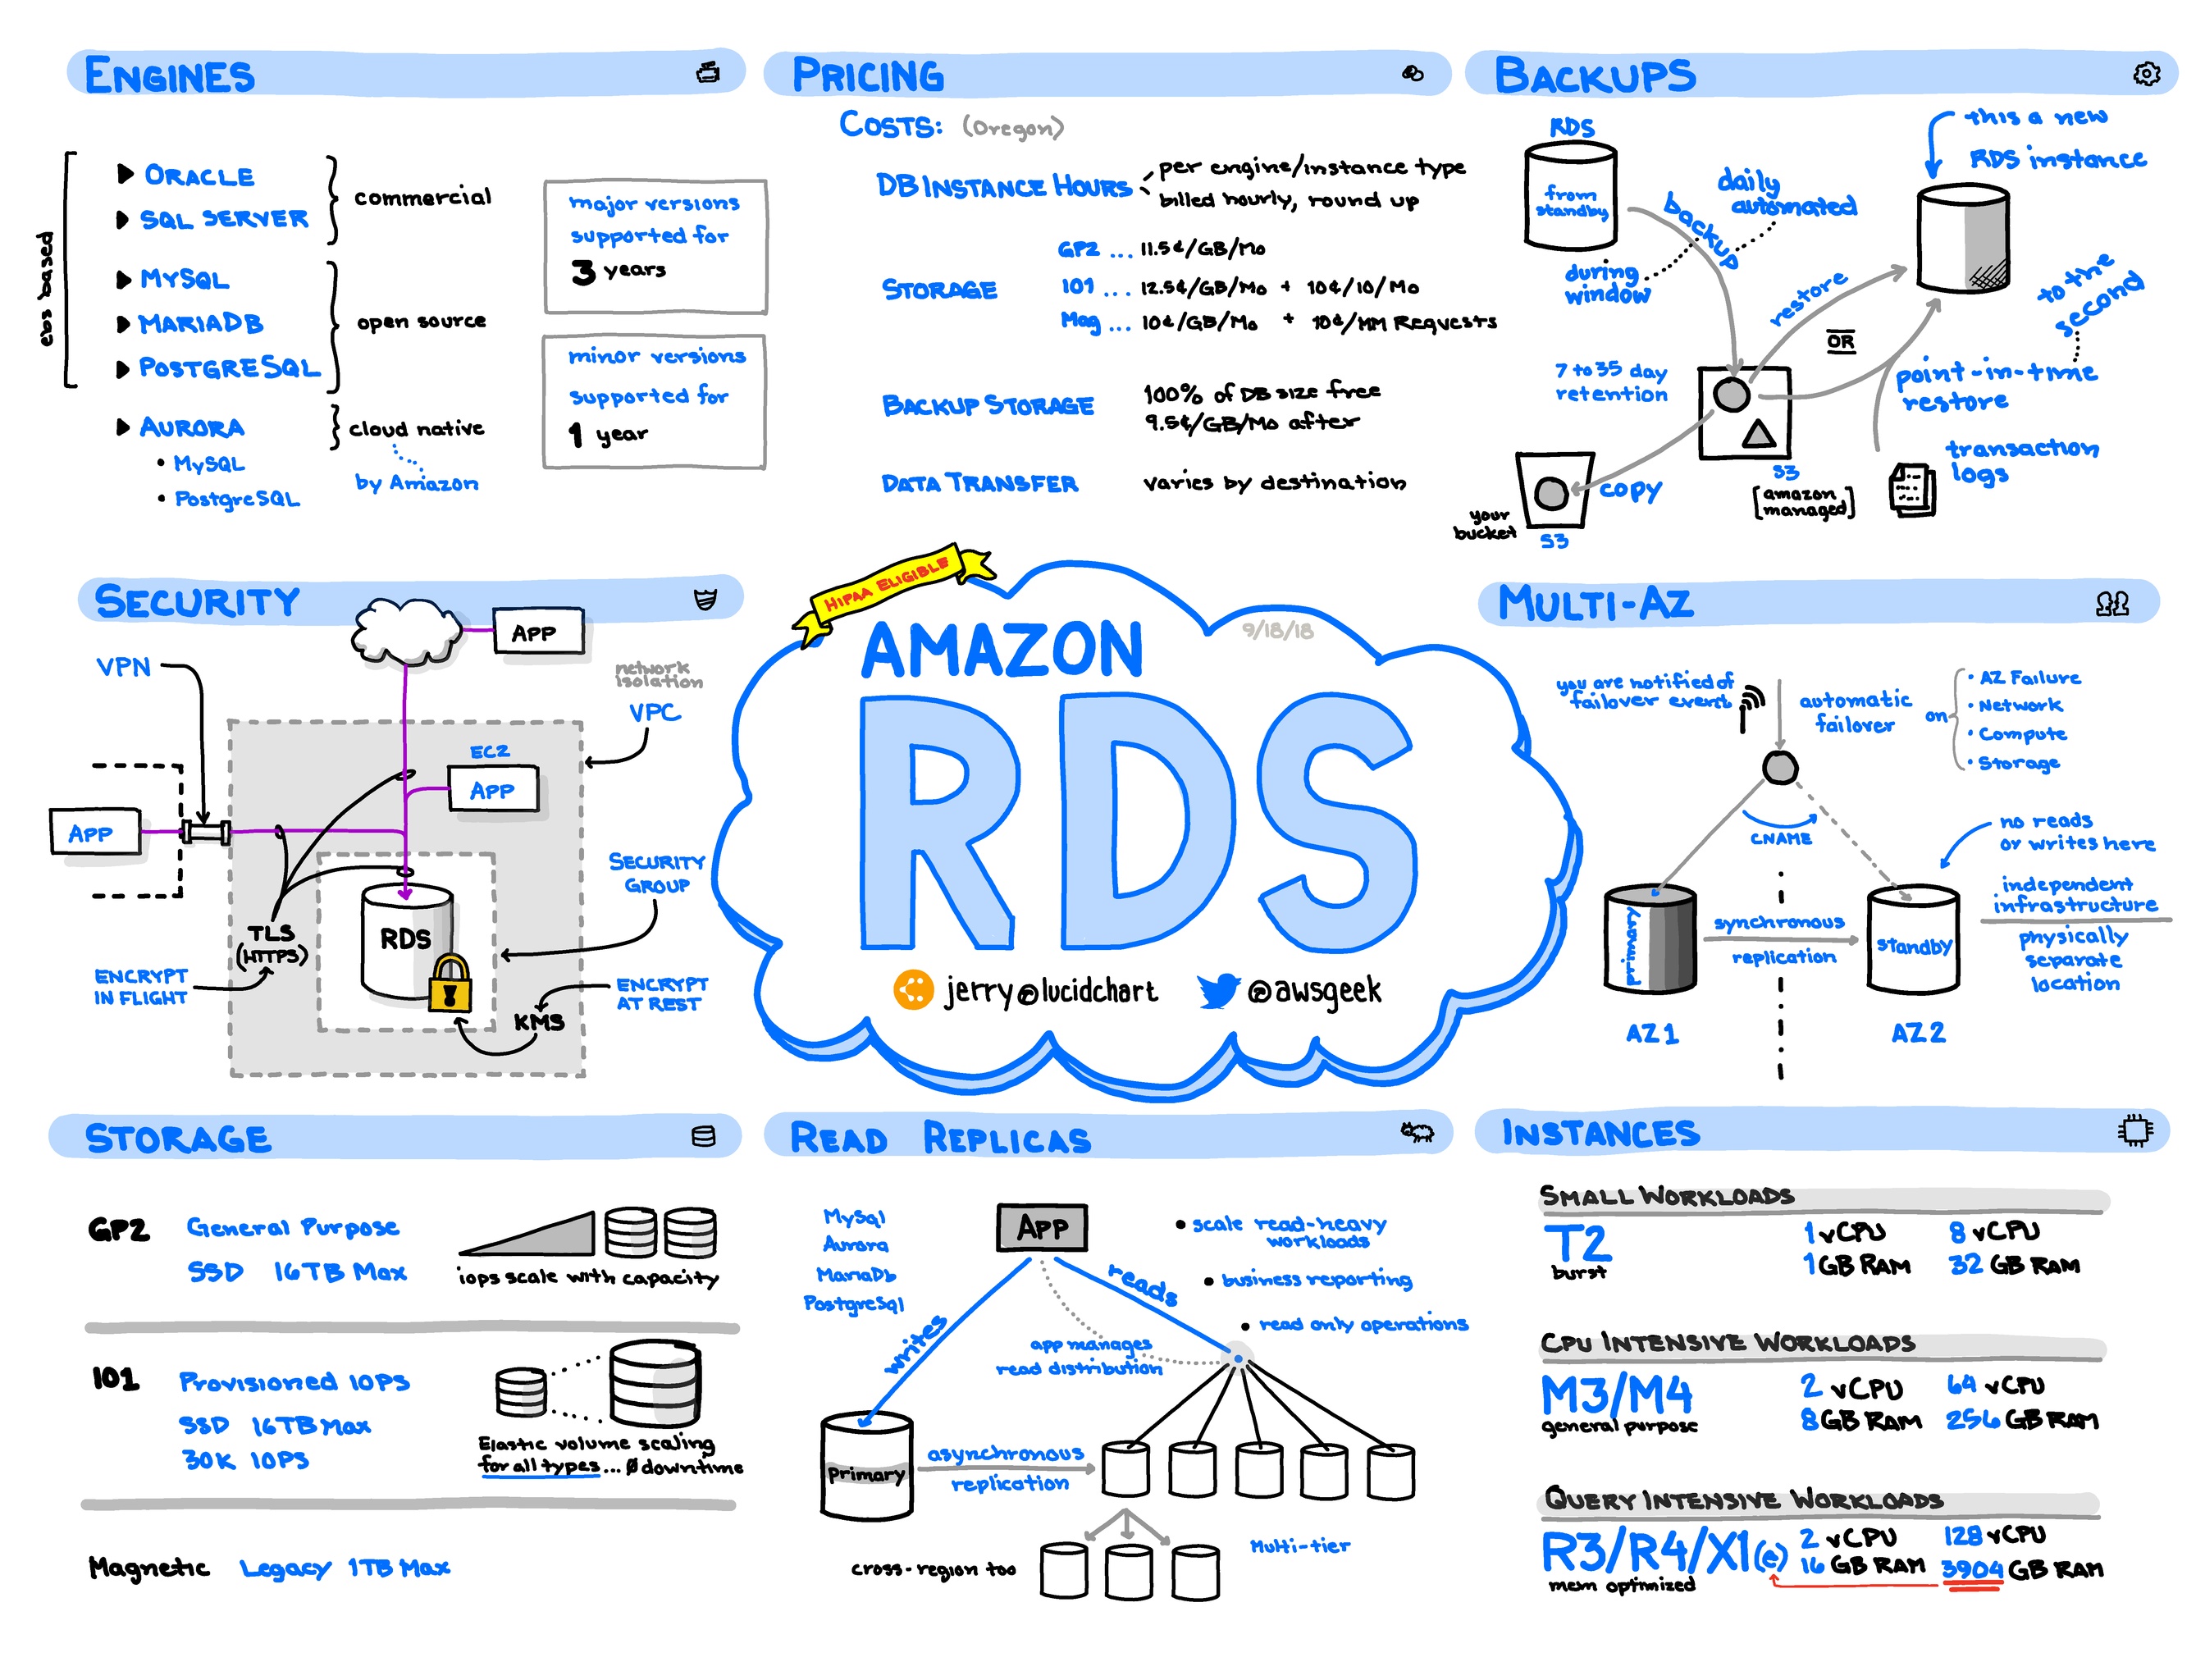 ENGINES
ebs based
ORACLE
SQL SERVER
commercial
MYSQL
MARIADB
POSTGRESQL
open source
AURORA
• MySQL
• PostgreSQL
cloud native
by Amazon
major versions
supported for
3 years
minor versions
supported for
1 year
PRICING
COSTS: (Oregon)
DB INSTANCE HOURS
per engine/instance type
billed hourly, round up
STORAGE
GP2 ... 11.5¢/GB/Mo
IO1 ... 12.5¢/GB/Mo + 10¢/IO/Mo
Mag ... 10¢/GB/Mo + 10¢/MM Requests
BACKUP STORAGE
100% of DB size free
9.5¢/GB/Mo after
DATA TRANSFER
varies by destination
BACKUPS
RDS
from
standby
backup
daily
automated
during
window
this a new
RDS instance
restore
OR
to the
second
point-in-time
restore
7 to 35 day
retention
transaction
logs
S3
[amazon
managed]
copy
your
bucket
S3
SECURITY
APP
VPN
network
isolation
VPC
EC2
APP
APP
SECURITY
GROUP
RDS
TLS
(HTTPS)
ENCRYPT
IN FLIGHT
ENCRYPT
AT REST
KMS
HIPAA ELIGIBLE
AMAZON
9/18/18
RDS
jerry@lucidchart
@awsgeek
MULTI-AZ
you are notified of
failover event
automatic
failover
on
• AZ Failure
• Network
• Compute
• Storage
CNAME
no reads
or writes here
primary
synchronous
replication
standby
independent
infrastructure
physically
separate
location
AZ 1
AZ 2
STORAGE
GP2
General Purpose
SSD 16TB Max
iops scale with capacity
IO1
Provisioned IOPS
SSD 16TB Max
30K IOPS
Elastic volume scaling
for all types... Ø downtime
Magnetic Legacy 1TB Max
READ REPLICAS
MySql
Aurora
MariaDb
PostgreSql
APP
writes
reads
• scale read-heavy
workloads
• business reporting
• read only operations
app manages
read distribution
Primary
asynchronous
replication
cross-region too
Multi-tier
INSTANCES
SMALL WORKLOADS
T2
burst
1 vCPU
1 GB RAM
8 vCPU
32 GB RAM
CPU INTENSIVE WORKLOADS
M3/M4
general purpose
2 vCPU
8 GB RAM
64 vCPU
256 GB RAM
QUERY INTENSIVE WORKLOADS
R3/R4/X1(e)
mem optimized
2 vCPU
16 GB RAM
128 vCPU
3904 GB RAM